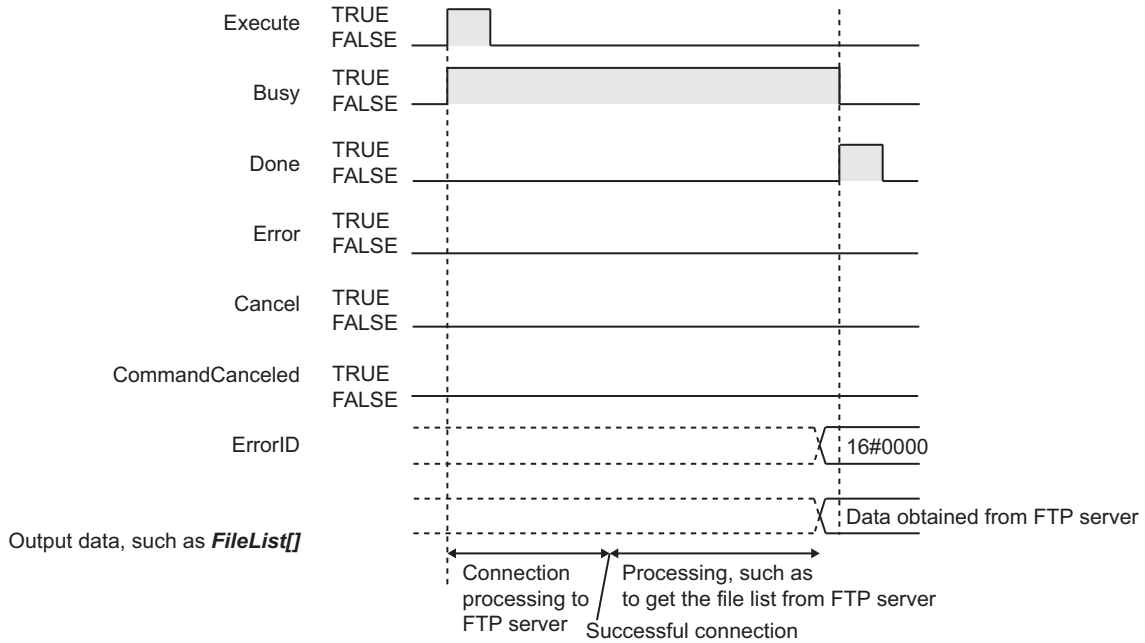 Execute
TRUE
FALSE
Busy
TRUE
FALSE
Done
TRUE
FALSE
Error
TRUE
FALSE
Cancel
TRUE
FALSE
CommandCanceled
TRUE
FALSE
ErrorID
16#0000
Output data, such as FileList[]
Data obtained from FTP server
Connection
processing to
FTP server
Processing, such as
to get the file list from FTP server
Successful connection